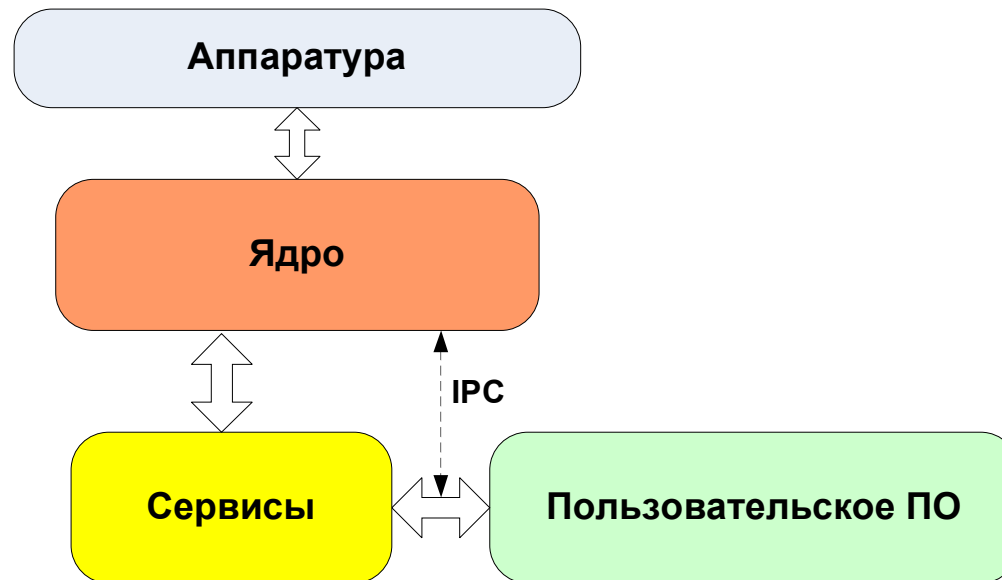 Аппаратура
Ядро
IPC
Сервисы
Пользовательское ПО